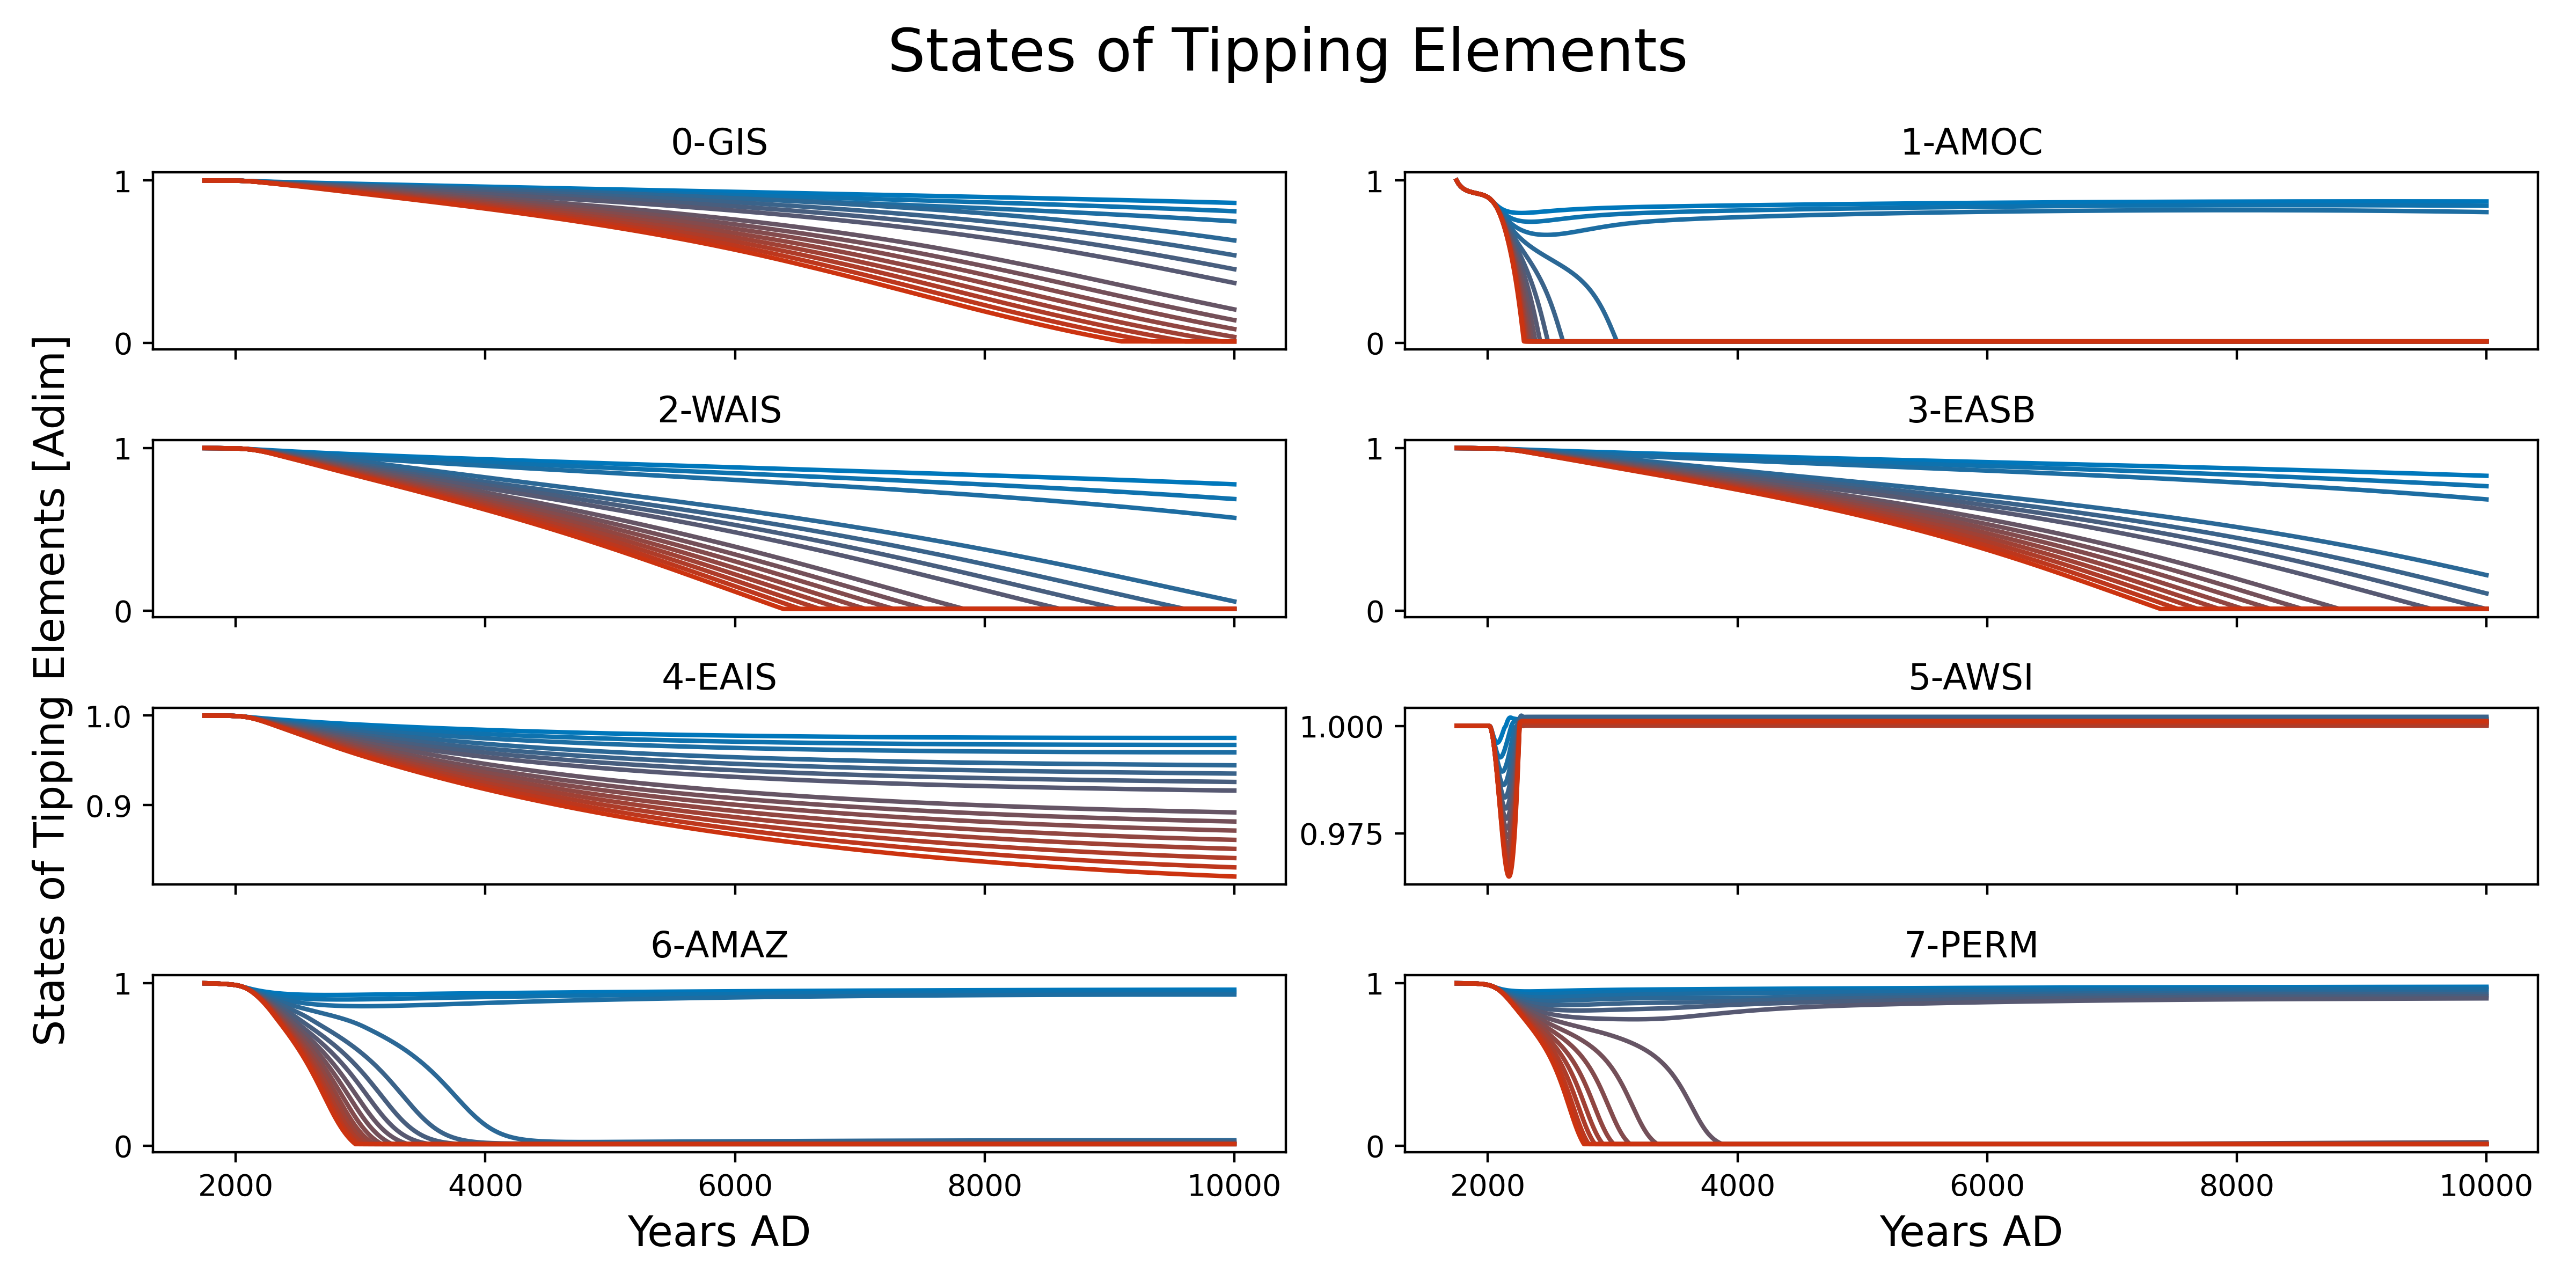 States of Tipping Elements
0-GIS
1
0
1-AMOC
1
0
States of Tipping Elements [Adim]
2-WAIS
1
0
3-EASB
1
0
4-EAIS
1.0
0.9
5-AWSI
1.000
0.975
6-AMAZ
1
0
2000 4000 6000 8000 10000
Years AD
7-PERM
1
0
2000 4000 6000 8000 10000
Years AD